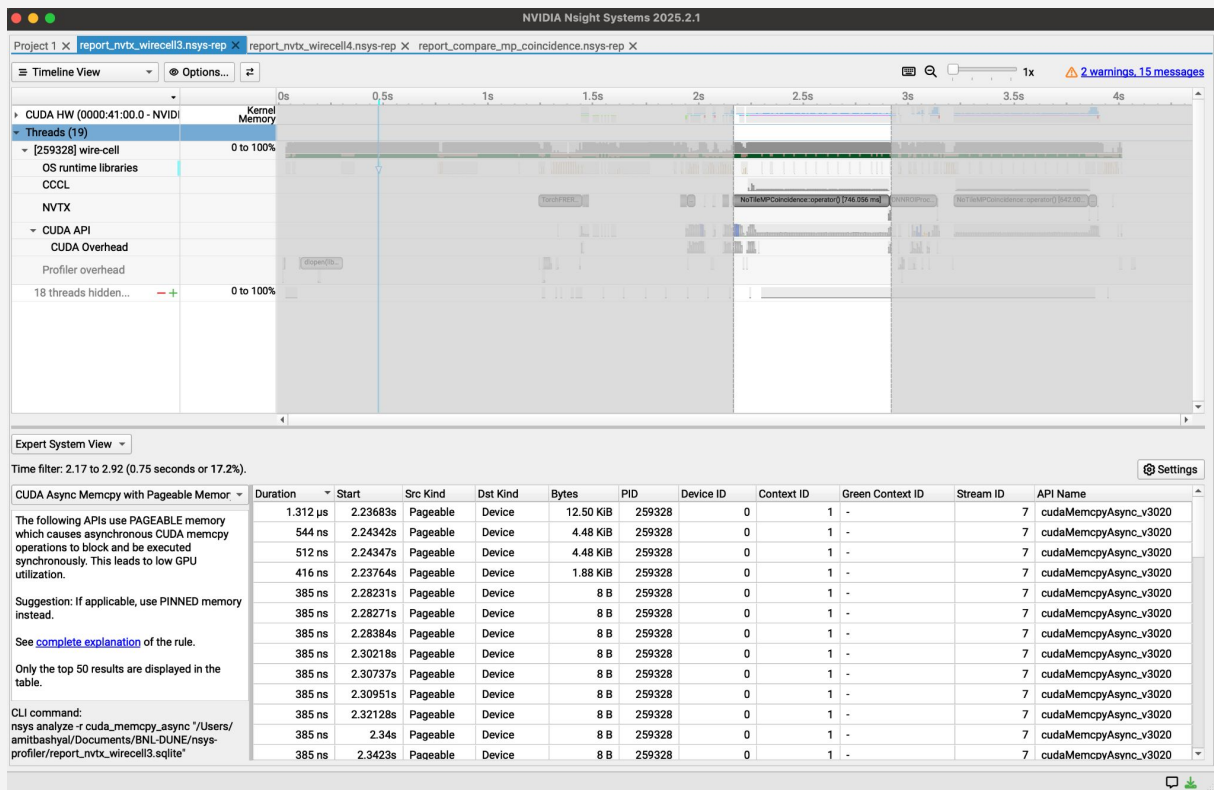 NVIDIA Nsight Systems 2025.2.1
Project 1 report_nvtx_wirecell3.nsys-rep report_nvtx_wirecell4.nsys-rep report_compare_mp_coincidence.nsys-rep
Timeline View Options... 1x 2 warnings, 15 messages
0s 0.5s 1s 1.5s 2s 2.5s 3s 3.5s 4s
CUDA HW (0000:41:00.0 - NVIDI Kernel
Memory
Threads (19)
[259328] wire-cell 0 to 100%
OS runtime libraries
CCCL
NVTX NoTileMPCoincidence::operator() [746.056 ms]
CUDA API
CUDA Overhead
Profiler overhead dlopen(lib...
18 threads hidden... 0 to 100%
Expert System View
Time filter: 2.17 to 2.92 (0.75 seconds or 17.2%).
Settings
CUDA Async Memcpy with Pageable Memor
The following APIs use PAGEABLE memory
which causes asynchronous CUDA memcpy
operations to block and be executed
synchronously. This leads to low GPU
utilization.
Suggestion: If applicable, use PINNED memory
instead.
See complete explanation of the rule.
Only the top 50 results are displayed in the
table.
CLI command:
nsys analyze -r cuda_memcpy_async "/Users/
amitbashyal/Documents/BNL-DUNE/nsys-
profiler/report_nvtx_wirecell3.sqlite"
Duration Start Src Kind Dst Kind Bytes PID Device ID Context ID Green Context ID Stream ID API Name
1.312 µs 2.23683s Pageable Device 12.50 KiB 259328 0 1 - 7 cudaMemcpyAsync_v3020
544 ns 2.24342s Pageable Device 4.48 KiB 259328 0 1 - 7 cudaMemcpyAsync_v3020
512 ns 2.24347s Pageable Device 4.48 KiB 259328 0 1 - 7 cudaMemcpyAsync_v3020
416 ns 2.23764s Pageable Device 1.88 KiB 259328 0 1 - 7 cudaMemcpyAsync_v3020
385 ns 2.28231s Pageable Device 8 B 259328 0 1 - 7 cudaMemcpyAsync_v3020
385 ns 2.28271s Pageable Device 8 B 259328 0 1 - 7 cudaMemcpyAsync_v3020
385 ns 2.28384s Pageable Device 8 B 259328 0 1 - 7 cudaMemcpyAsync_v3020
385 ns 2.30218s Pageable Device 8 B 259328 0 1 - 7 cudaMemcpyAsync_v3020
385 ns 2.30737s Pageable Device 8 B 259328 0 1 - 7 cudaMemcpyAsync_v3020
385 ns 2.30951s Pageable Device 8 B 259328 0 1 - 7 cudaMemcpyAsync_v3020
385 ns 2.32128s Pageable Device 8 B 259328 0 1 - 7 cudaMemcpyAsync_v3020
385 ns 2.34s Pageable Device 8 B 259328 0 1 - 7 cudaMemcpyAsync_v3020
385 ns 2.3423s Pageable Device 8 B 259328 0 1 - 7 cudaMemcpyAsync_v3020